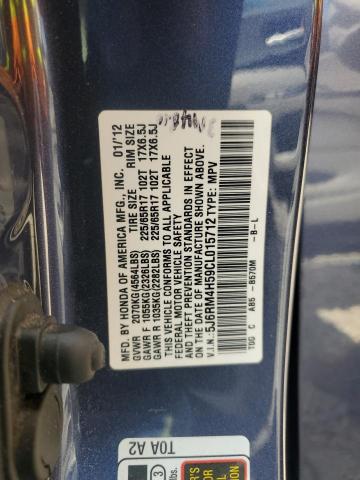 MFD. BY HONDA OF AMERICA MFG., INC. 01/'12
TIRE SIZE RIM SIZE
GVWR 2070KG(4564LBS)
GAWR F 1055KG(2326LBS) 225/65R17 102T 17X6.5J
GAWR R 1035KG(2282LBS) 225/65R17 102T 17X6.5J
THIS VEHICLE CONFORMS TO ALL APPLICABLE
FEDERAL MOTOR VEHICLE SAFETY AND THEFT
PREVENTION STANDARDS IN EFFECT
ON THE DATE OF MANUFACTURE SHOWN ABOVE.
V.I.N.: 5J6RM4H59CL015712 TYPE: MPV
T0G C AB5 - B570M -B-L
T0A A2
3
lbs.